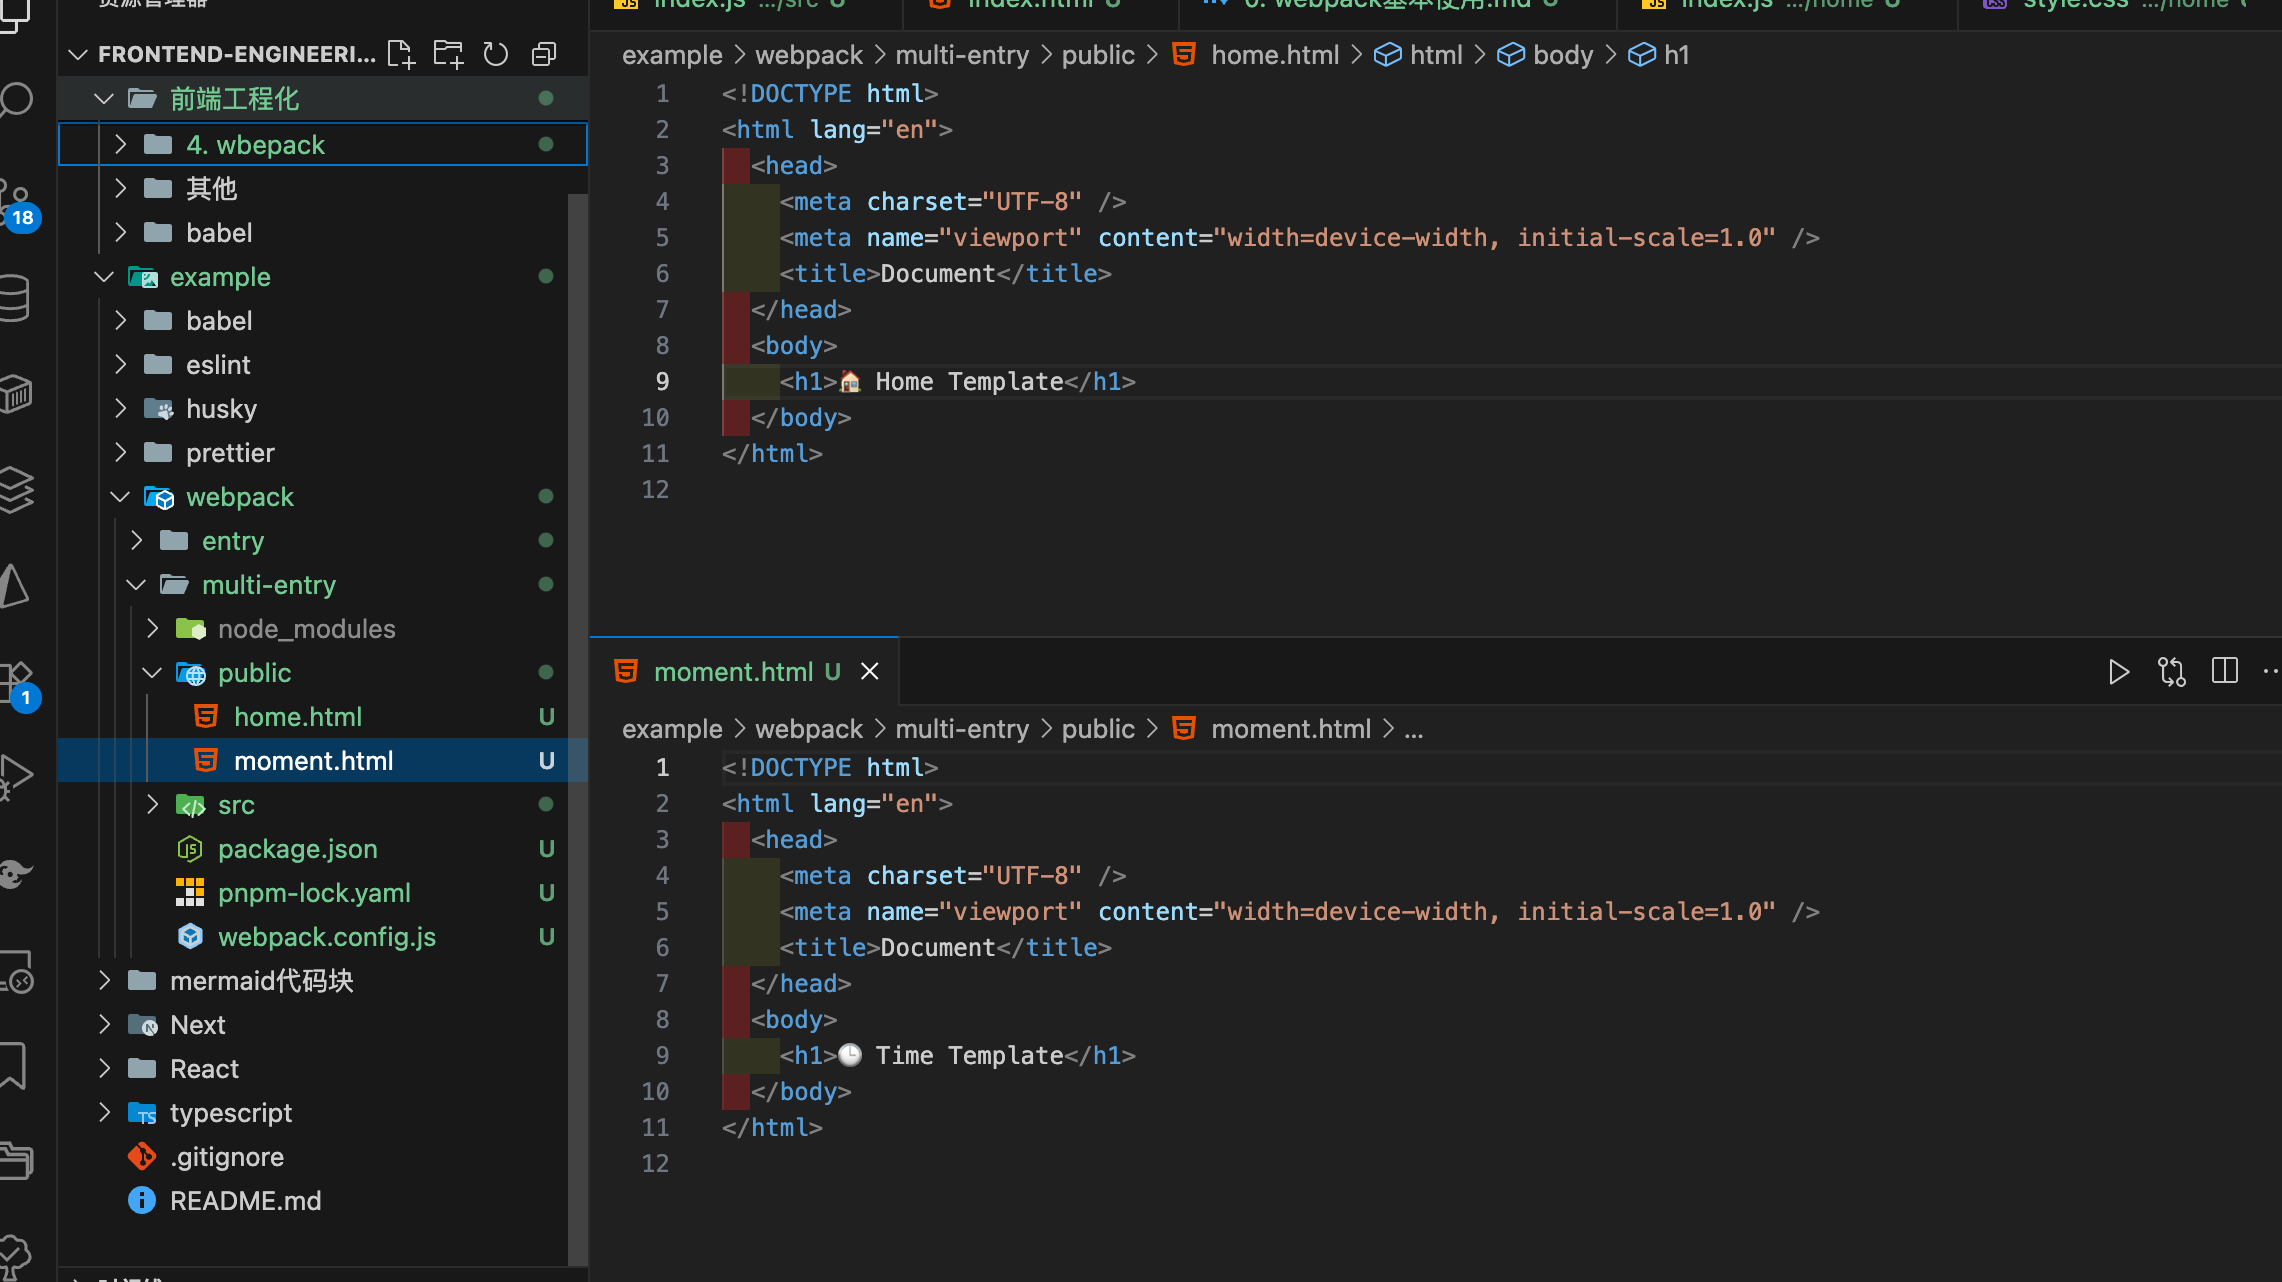 资源管理器
FRONTEND-ENGINEERI...
前端工程化
4. wbepack
其他
babel
example
babel
eslint
husky
prettier
webpack
entry
multi-entry
node_modules
public
home.html U
moment.html U
src
package.json U
pnpm-lock.yaml U
webpack.config.js U
mermaid代码块
Next
React
typescript
.gitignore
README.md
18
1
index.js .../src U
index.html U
0. webpack基本使用.md U
index.js .../home U
style.css .../home
example > webpack > multi-entry > public > home.html > html > body > h1
1 <!DOCTYPE html>
2 <html lang="en">
3 <head>
4 <meta charset="UTF-8" />
5 <meta name="viewport" content="width=device-width, initial-scale=1.0" />
6 <title>Document</title>
7 </head>
8 <body>
9 <h1>🏠 Home Template</h1>
10 </body>
11 </html>
12
moment.html U
example > webpack > multi-entry > public > moment.html > ...
1 <!DOCTYPE html>
2 <html lang="en">
3 <head>
4 <meta charset="UTF-8" />
5 <meta name="viewport" content="width=device-width, initial-scale=1.0" />
6 <title>Document</title>
7 </head>
8 <body>
9 <h1>🕒 Time Template</h1>
10 </body>
11 </html>
12